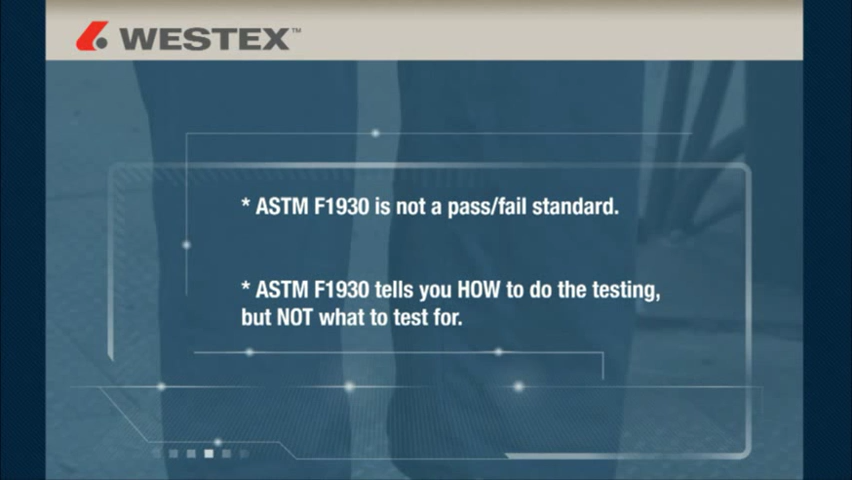 WESTEX™
* ASTM F1930 is not a pass/fail standard.
* ASTM F1930 tells you HOW to do the testing,
but NOT what to test for.